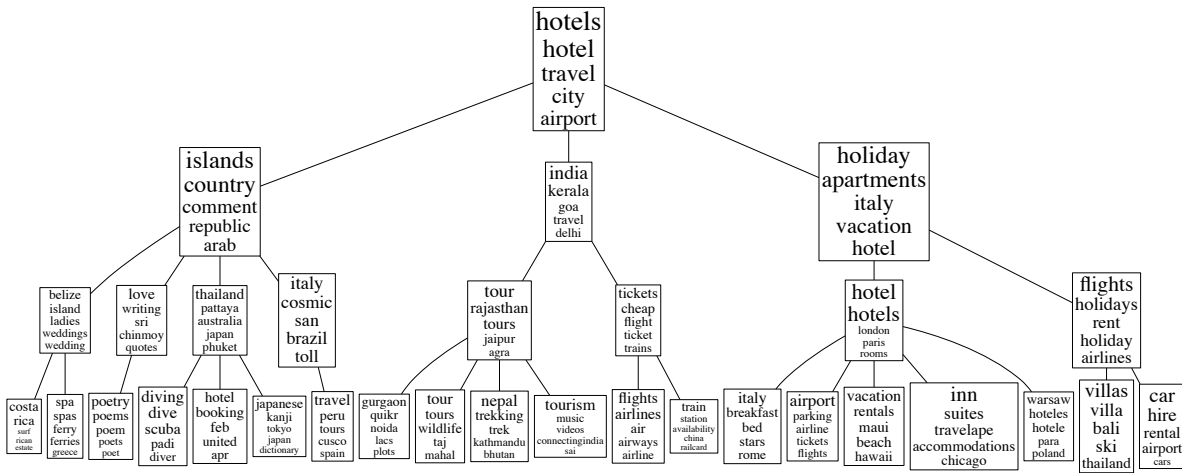 hotels
hotel
travel
city
airport
islands
country
comment
republic
arab
india
kerala
goa
travel
delhi
holiday
apartments
italy
vacation
hotel
belize
island
ladies
weddings
wedding
love
writing
sri
chinmoy
quotes
thailand
pattaya
australia
japan
phuket
italy
cosmic
san
brazil
toll
tour
rajasthan
tours
jaipur
agra
tickets
cheap
flight
ticket
trains
hotel
hotels
london
paris
rooms
flights
holidays
rent
holiday
airlines
costa
rica
surf
rican
estate
spa
spas
ferry
ferries
greece
poetry
poems
poem
poets
poet
diving
dive
scuba
padi
diver
hotel
booking
feb
united
apr
japanese
kanji
tokyo
japan
dictionary
travel
peru
tours
cusco
spain
gurgaon
quikr
noida
lacs
plots
tour
tours
wildlife
taj
mahal
nepal
trekking
trek
kathmandu
bhutan
tourism
music
videos
connectingindia
sai
flights
airlines
air
airways
airline
train
station
availability
china
railcard
italy
breakfast
bed
stars
rome
airport
parking
airline
tickets
flights
vacation
rentals
maui
beach
hawaii
inn
suites
travelape
accommodations
chicago
warsaw
hoteles
hotele
para
poland
villas
villa
bali
ski
thailand
car
hire
rental
airport
cars